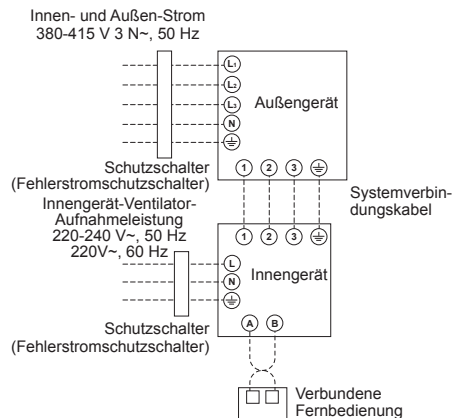 Innen- und Außen-Strom
380-415 V 3 N~, 50 Hz
L1
L2
L3
N
Außengerät
1 2 3
Schutzschalter
(Fehlerstromschutzschalter)
Systemverbin-
dungskabel
Innengerät-Ventilator-
Aufnahmeleistung
220-240 V~, 50 Hz
220V~, 60 Hz
1 2 3
L
N
Innengerät
A B
Schutzschalter
(Fehlerstromschutzschalter)
Verbundene
Fernbedienung